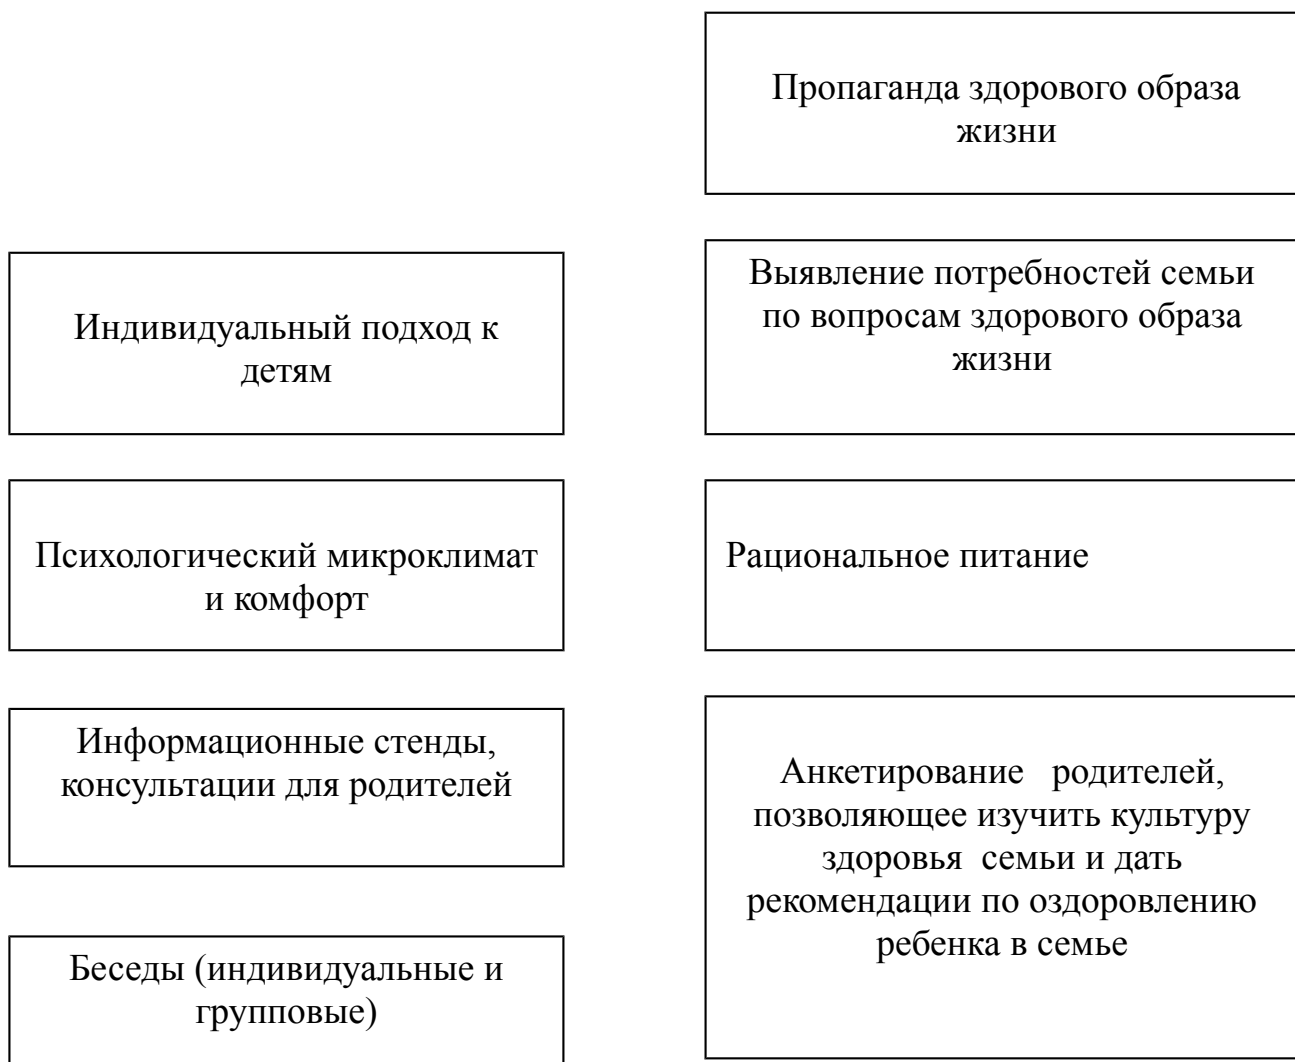 Пропаганда здорового образа
жизни
Индивидуальный подход к
детям
Выявление потребностей семьи
по вопросам здорового образа
жизни
Психологический микроклимат
и комфорт
Рациональное питание
Информационные стенды,
консультации для родителей
Анкетирование родителей,
позволяющее изучить культуру
здоровья семьи и дать
рекомендации по оздоровлению
ребенка в семье
Беседы (индивидуальные и
групповые)